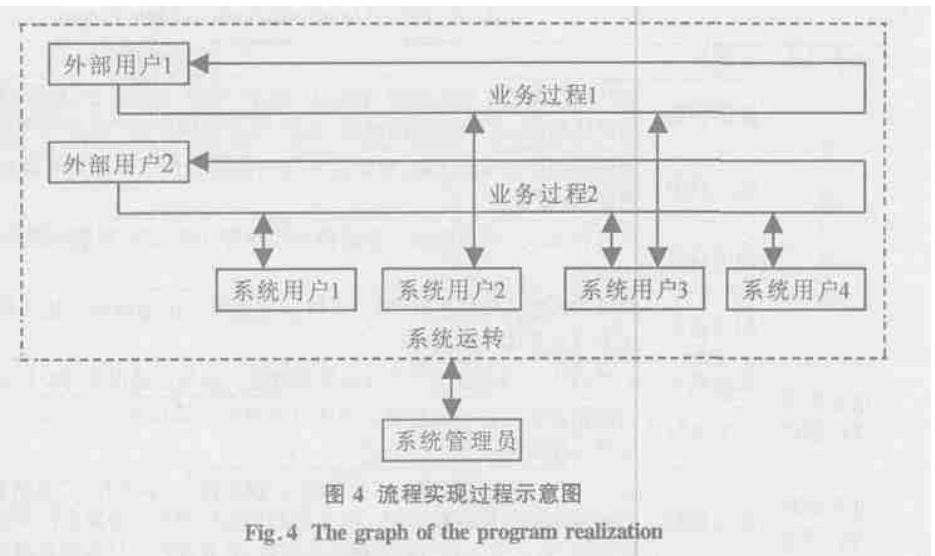 外部用户1
业务过程1
外部用户2
业务过程2
系统用户1 系统用户2 系统用户3 系统用户4
系统运转
系统管理员
图 4 流程实现过程示意图
Fig. 4 The graph of the program realization